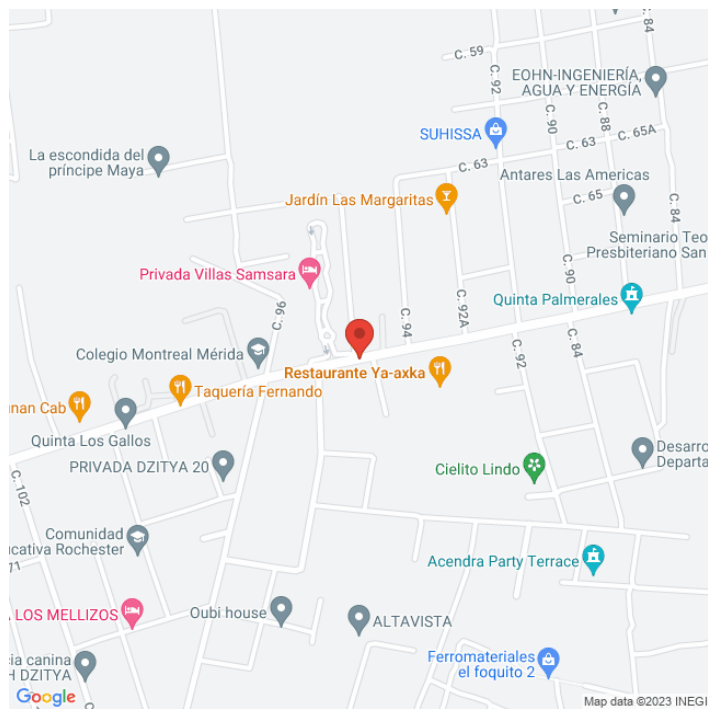 C. 84
C. 59
C. 92
EOHN-INGENIERÍA,
AGUA Y ENERGÍA
C. 90
C. 88
SUHISSA
C. 65A
C. 63
La escondida del
príncipe Maya
C. 63
Antares Las Americas
C. 65
Jardín Las Margaritas
C. 84
Seminario Teo
Presbiteriano San
Privada Villas Samsara
C. 90
Quinta Palmerales
C. 96
C. 94
C. 92A
C. 92
C. 84
Colegio Montreal Mérida
Restaurante Ya-axka
Taquería Fernando
unan Cab
Quinta Los Gallos
PRIVADA DZITYA 20
Desarro
Departa
Cielito Lindo
C. 102
Comunidad
ucativa Rochester
71
Acendra Party Terrace
A LOS MELLIZOS
Oubi house
ALTAVISTA
cia canina
H DZITYA
Ferromateriales
el foquito 2
Google
Map data ©2023 INEGI